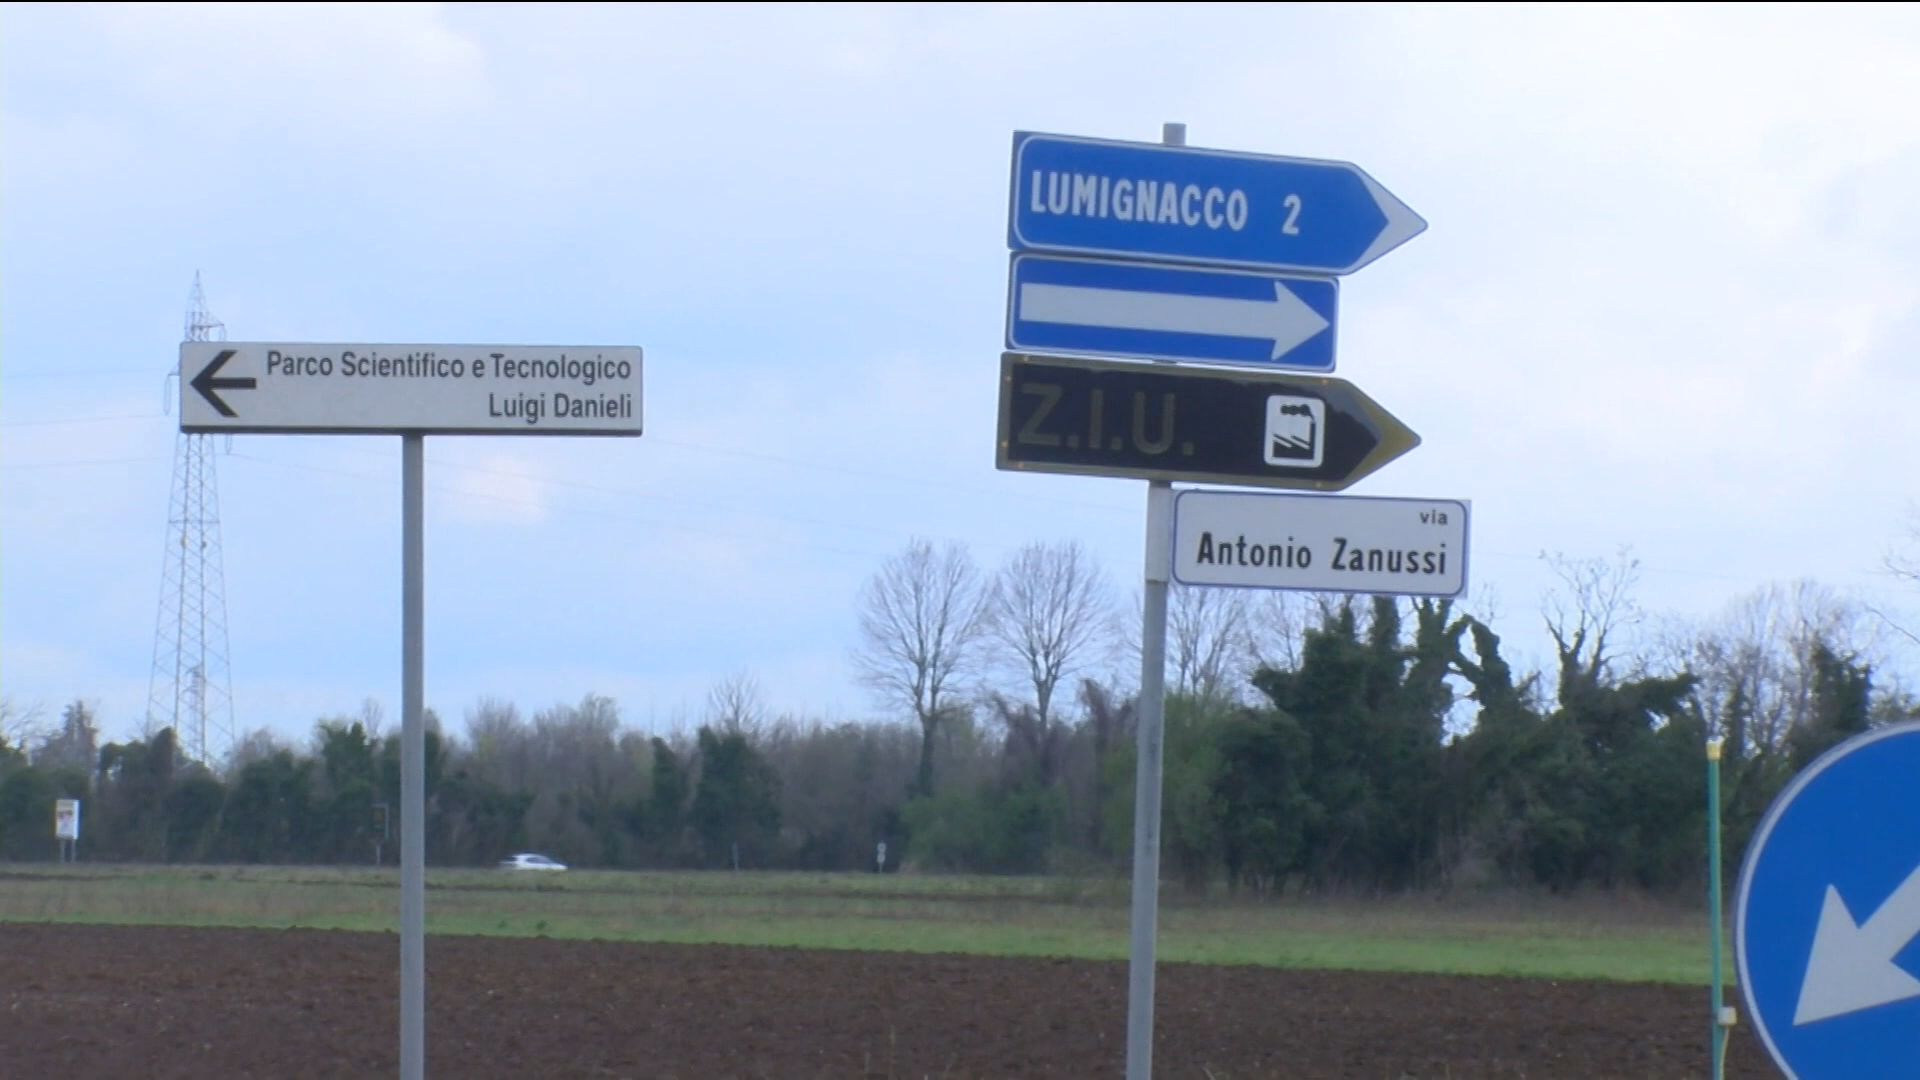 Parco Scientifico e Tecnologico
Luigi Danieli
LUMIGNACCO 2
Z.I.U.
via
Antonio Zanussi